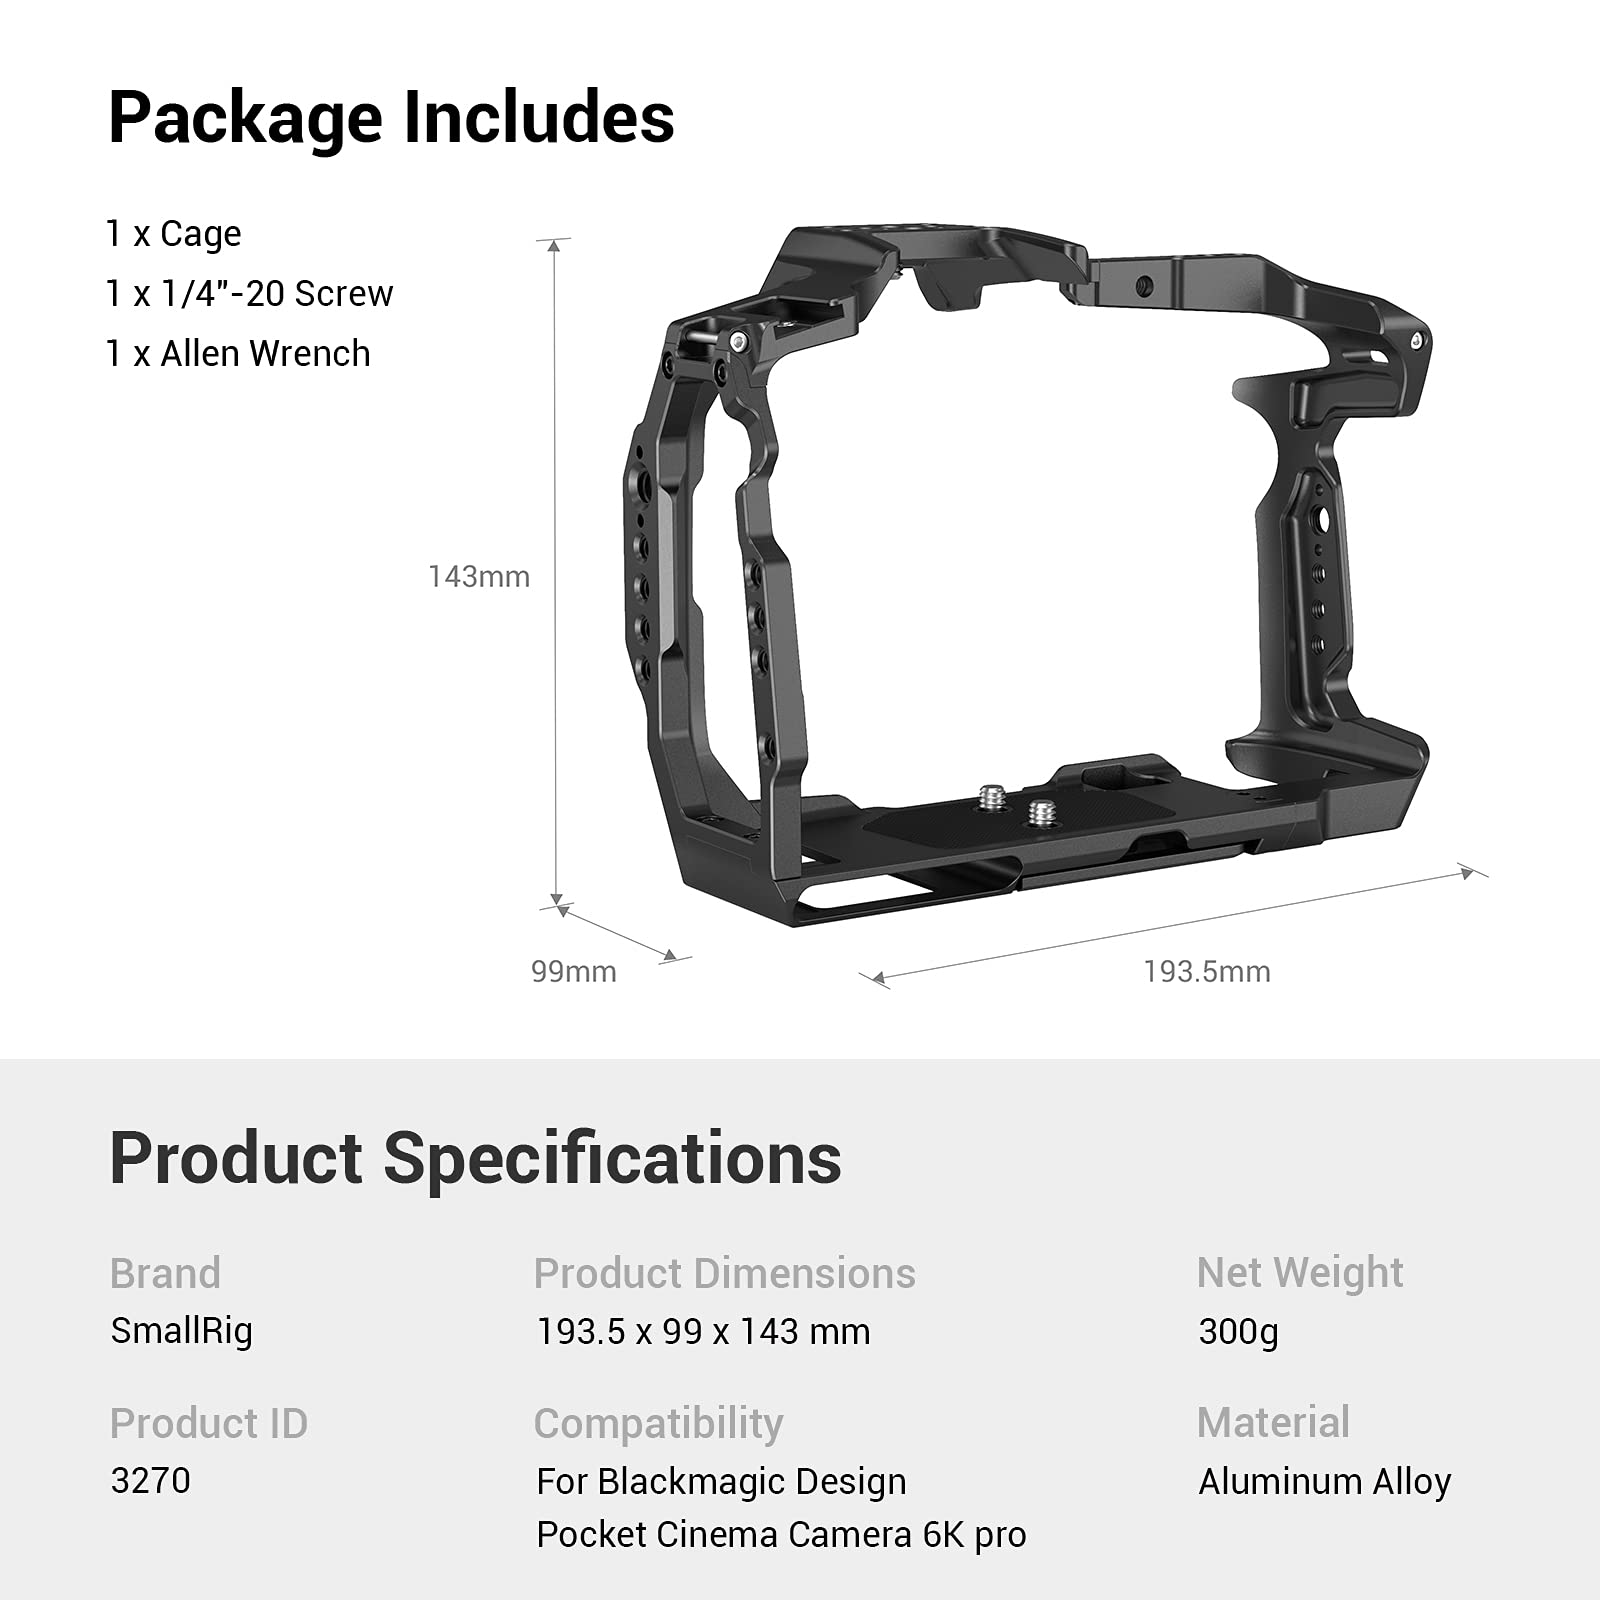 Package Includes
1 x Cage
1 x 1/4"-20 Screw
1 x Allen Wrench
143mm
99mm
193.5mm
Product Specifications
Brand
SmallRig
Product Dimensions
193.5 x 99 x 143 mm
Net Weight
300g
Product ID
3270
Compatibility
For Blackmagic Design
Pocket Cinema Camera 6K pro
Material
Aluminum Alloy